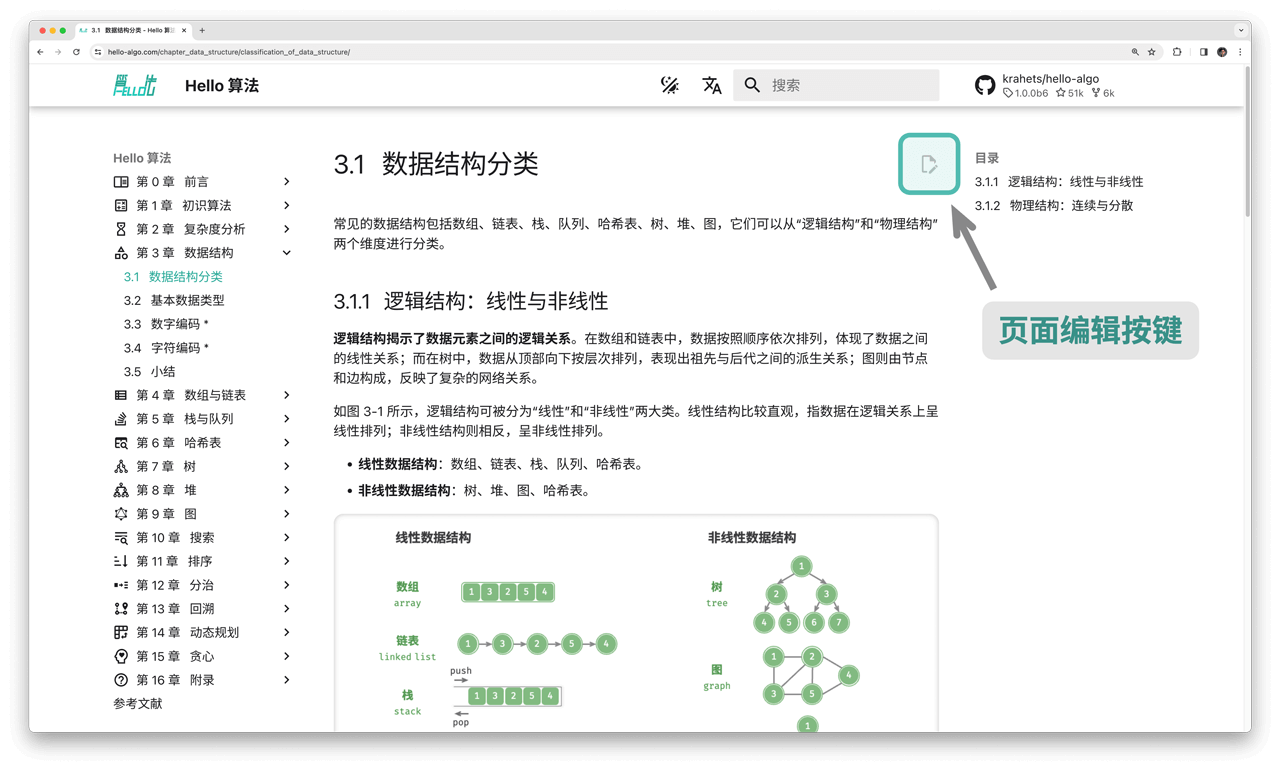 3.1 数据结构分类 - Hello 算法
hello-algo.com/chapter_data_structure/classification_of_data_structure/
Hello 算法
搜索
krahets/hello-algo
1.0.0b6 51k 6k
Hello 算法
第 0 章 前言
第 1 章 初识算法
第 2 章 复杂度分析
第 3 章 数据结构
3.1 数据结构分类
3.2 基本数据类型
3.3 数字编码 *
3.4 字符编码 *
3.5 小结
第 4 章 数组与链表
第 5 章 栈与队列
第 6 章 哈希表
第 7 章 树
第 8 章 堆
第 9 章 图
第 10 章 搜索
第 11 章 排序
第 12 章 分治
第 13 章 回溯
第 14 章 动态规划
第 15 章 贪心
第 16 章 附录
参考文献
3.1 数据结构分类
常见的数据结构包括数组、链表、栈、队列、哈希表、树、堆、图，它们可以从“逻辑结构”和“物理结构”
两个维度进行分类。
3.1.1 逻辑结构：线性与非线性
逻辑结构揭示了数据元素之间的逻辑关系。在数组和链表中，数据按照顺序依次排列，体现了数据之间
的线性关系；而在树中，数据从顶部向下按层次排列，表现出祖先与后代之间的派生关系；图则由节点
和边构成，反映了复杂的网络关系。
如图 3-1 所示，逻辑结构可被分为“线性”和“非线性”两大类。线性结构比较直观，指数据在逻辑关系上呈
线性排列；非线性结构则相反，呈非线性排列。
• 线性数据结构：数组、链表、栈、队列、哈希表。
• 非线性数据结构：树、堆、图、哈希表。
线性数据结构
数组
array
1 3 2 5 4
链表
linked list
1 3 2 5 4
栈
stack
push
1 3 2 5 4
pop
非线性数据结构
树
tree
1
2 3
4 5 6 7
图
graph
1 2
4
3 5
1
目录
3.1.1 逻辑结构：线性与非线性
3.1.2 物理结构：连续与分散
页面编辑按键